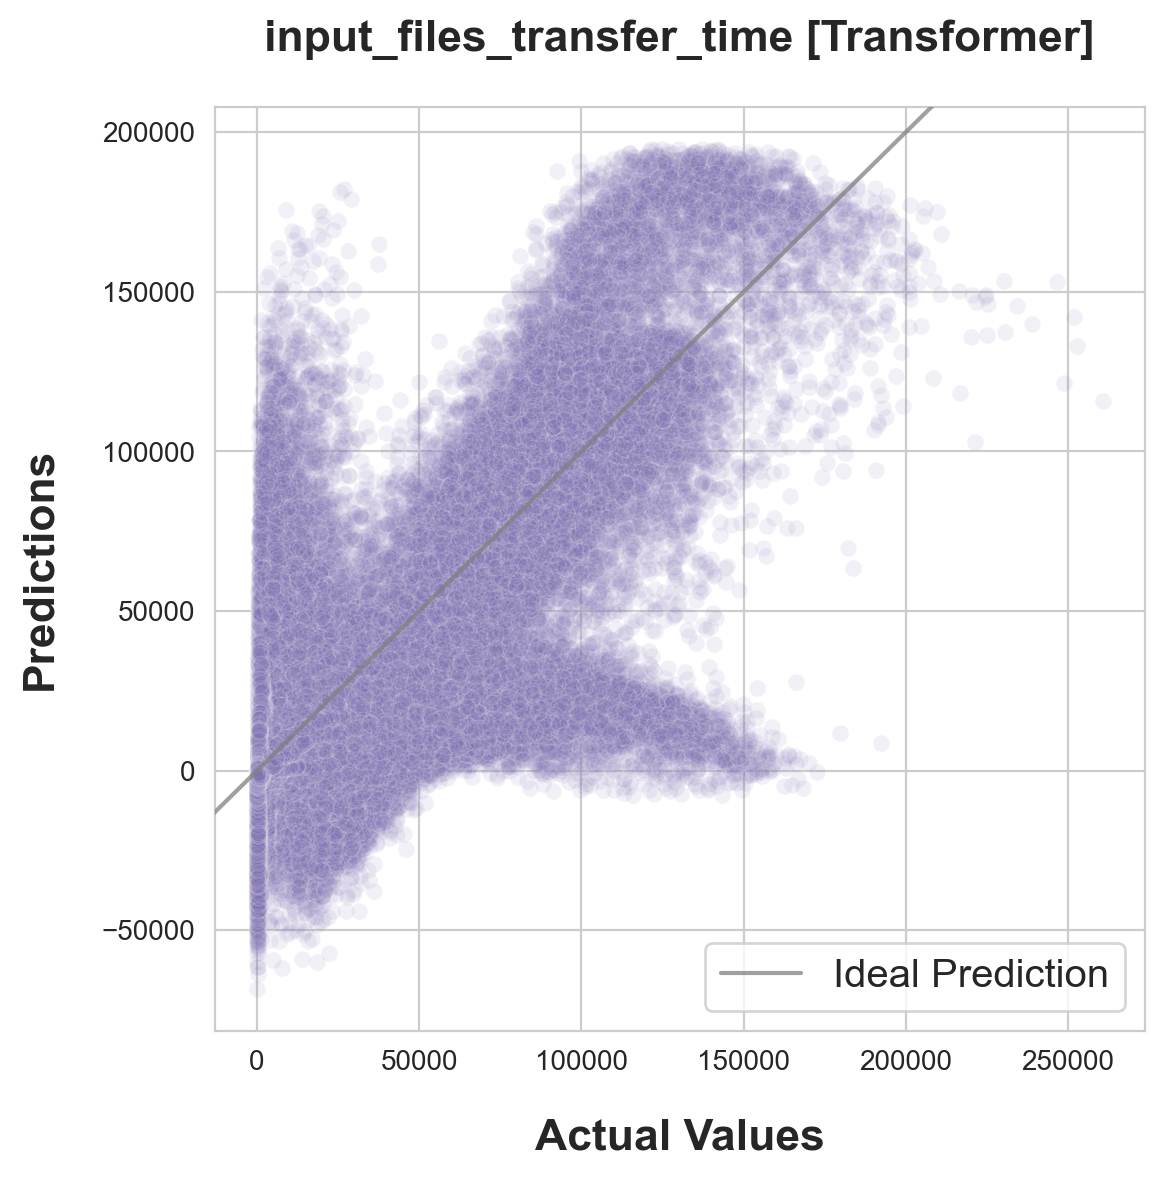 input_files_transfer_time [Transformer]
200000
150000
100000
50000
0
−50000
Predictions
Ideal Prediction
0 50000 100000 150000 200000 250000
Actual Values